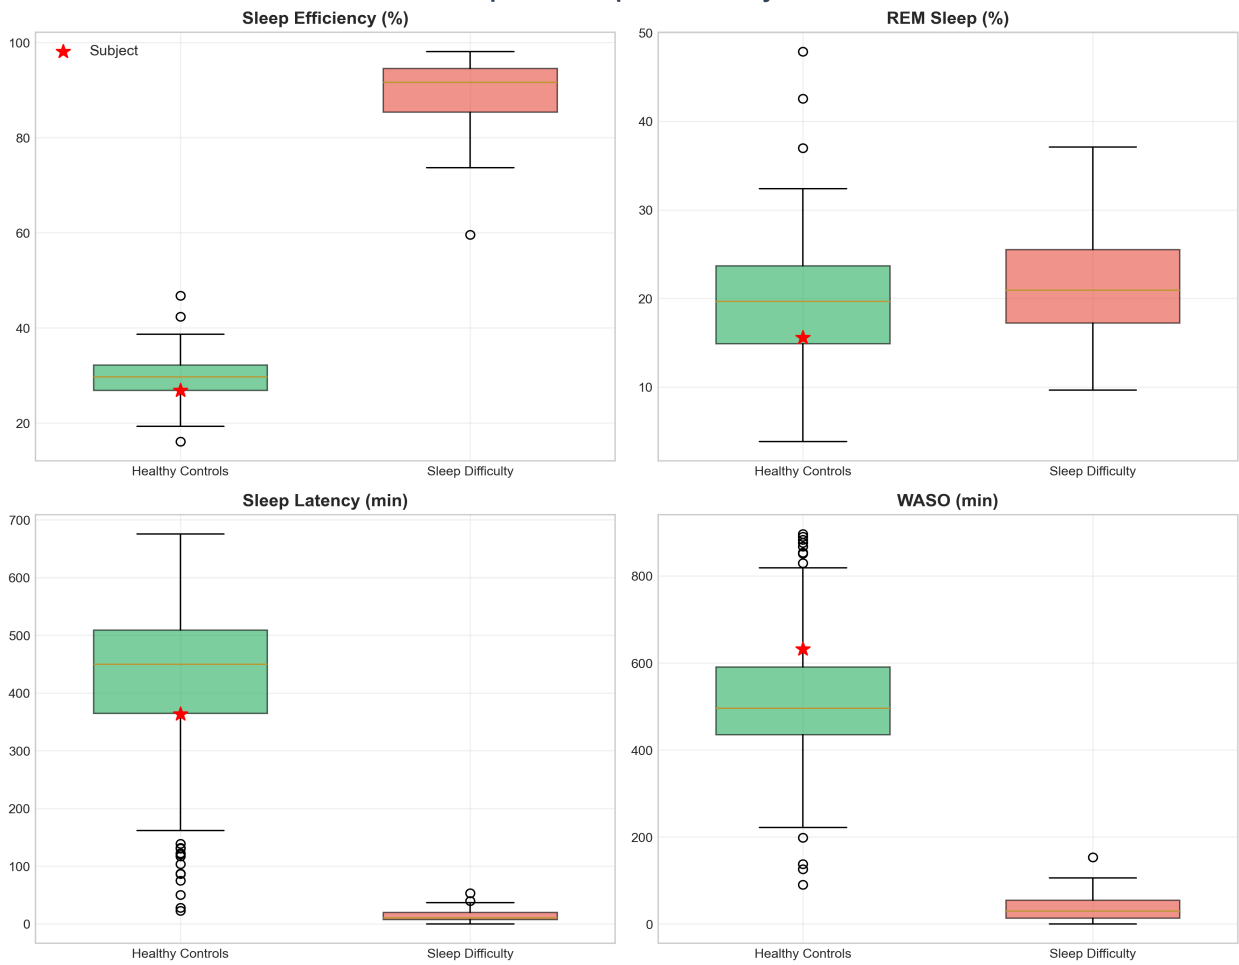 Sleep Efficiency (%)
REM Sleep (%)
Subject
100
80
60
40
20
Healthy Controls
Sleep Difficulty
50
40
30
20
10
Healthy Controls
Sleep Difficulty
Sleep Latency (min)
WASO (min)
700
600
500
400
300
200
100
0
Healthy Controls
Sleep Difficulty
800
600
400
200
0
Healthy Controls
Sleep Difficulty